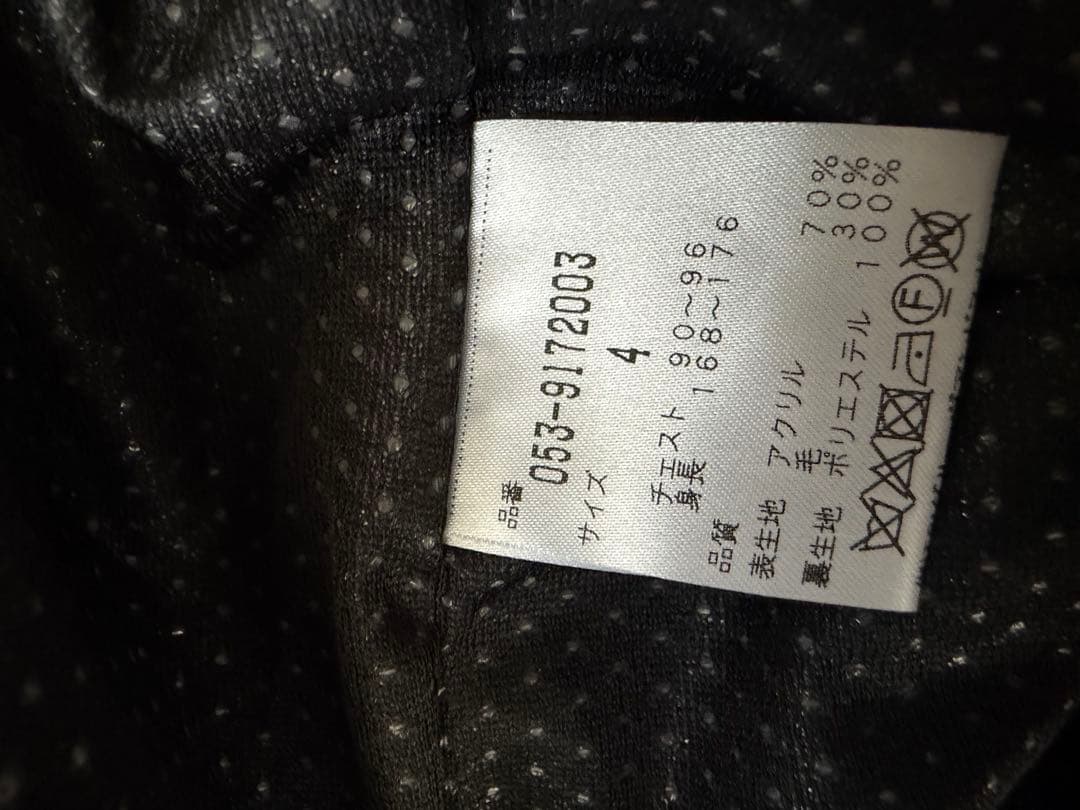 品番
053-9172003
サイズ
4
チェスト 90~96
身長 168~176
品質
表生地 アクリル 70%
毛 30%
裏生地 ポリエステル 100%
F W